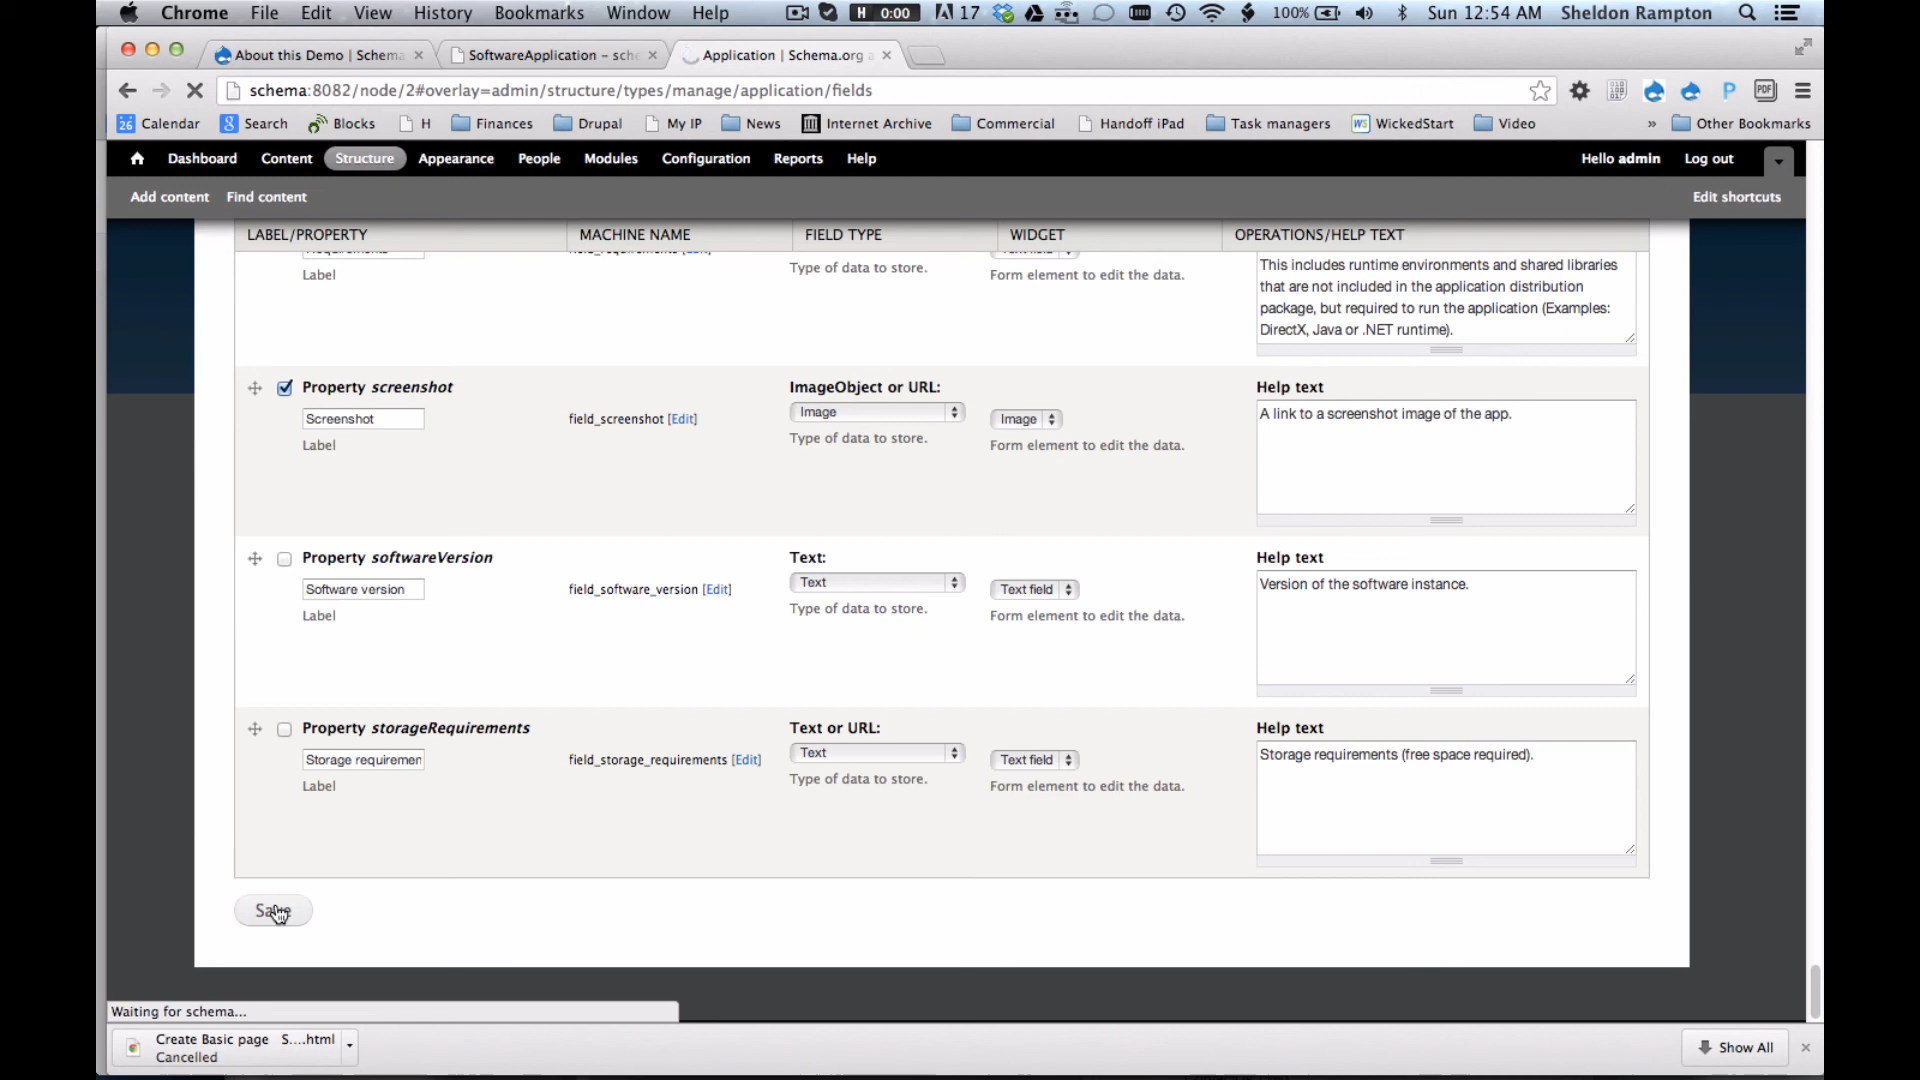 Chrome File Edit View History Bookmarks Window Help H 0:00 17 100% Sun 12:54 AM Sheldon Rampton
About this Demo | Schema SoftwareApplication – sche Application | Schema.org a
schema:8082/node/2#overlay=admin/structure/types/manage/application/fields P PDF
26 Calendar 8 Search Blocks H Finances Drupal My IP News Internet Archive Commercial Handoff iPad Task managers WS WickedStart Video » Other Bookmarks
Dashboard Content Structure Appearance People Modules Configuration Reports Help Hello admin Log out
Add content Find content Edit shortcuts
LABEL/PROPERTY MACHINE NAME FIELD TYPE WIDGET OPERATIONS/HELP TEXT
Label Type of data to store. Form element to edit the data.
This includes runtime environments and shared libraries
that are not included in the application distribution
package, but required to run the application (Examples:
DirectX, Java or .NET runtime).
Property screenshot ImageObject or URL: Help text
Screenshot field_screenshot [Edit] Image Image A link to a screenshot image of the app.
Label Type of data to store. Form element to edit the data.
Property softwareVersion Text: Help text
Software version field_software_version [Edit] Text Text field Version of the software instance.
Label Type of data to store. Form element to edit the data.
Property storageRequirements Text or URL: Help text
Storage requiremen field_storage_requirements [Edit] Text Text field Storage requirements (free space required).
Label Type of data to store. Form element to edit the data.
Save
Waiting for schema...
Create Basic page S....html
Cancelled
Show All